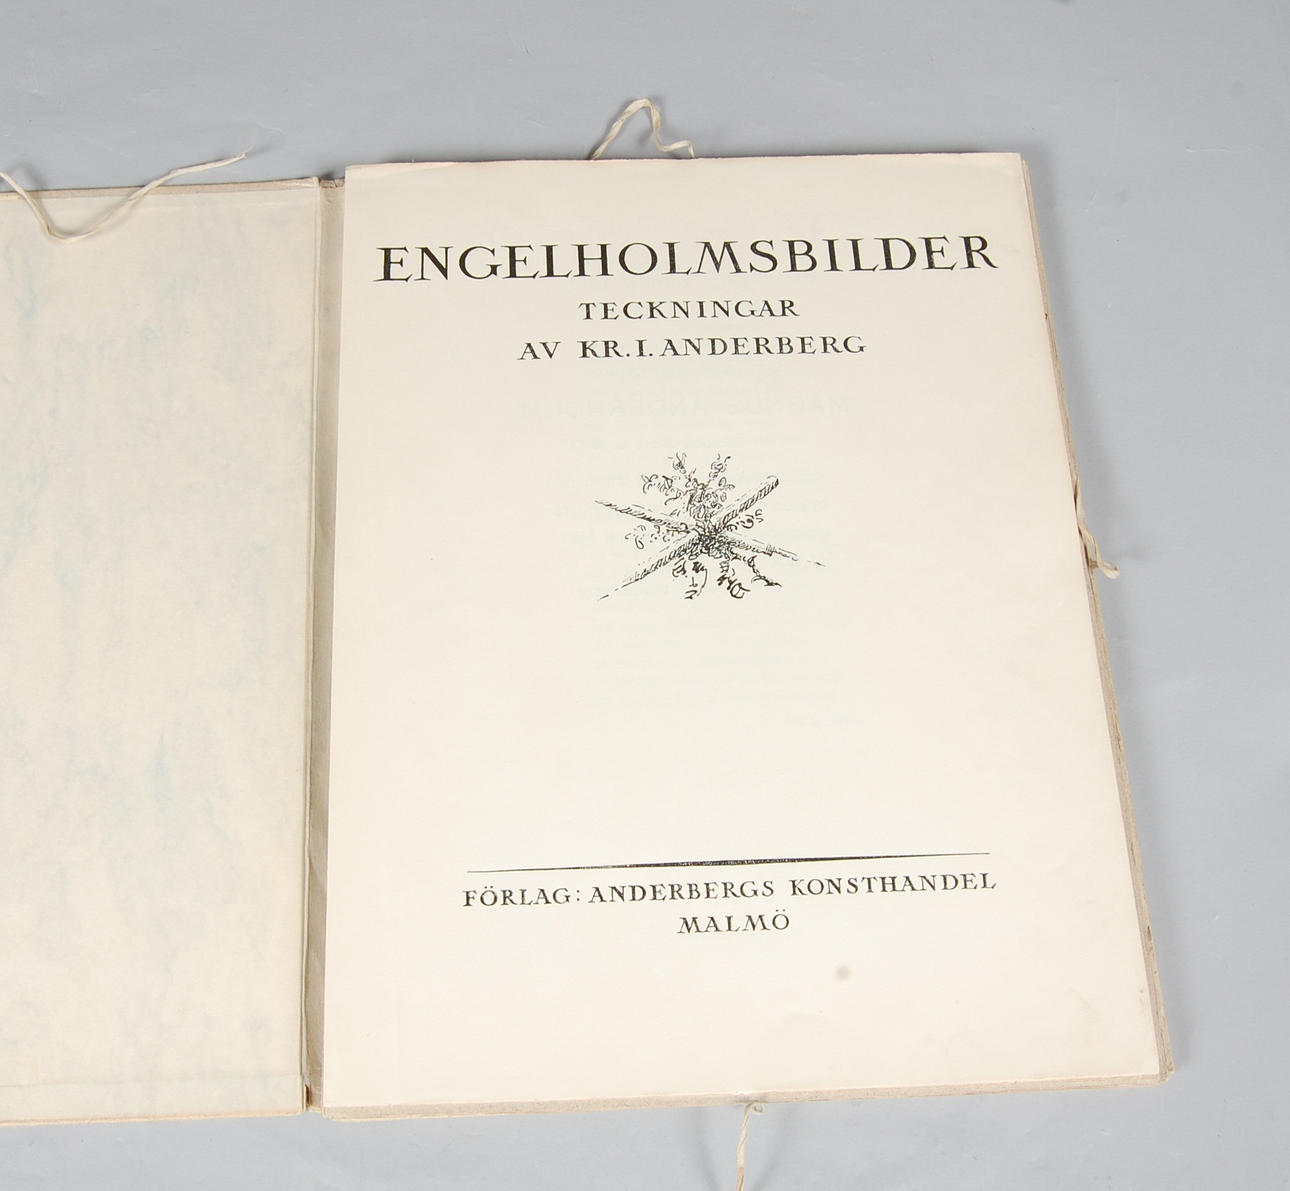 ENGELHOLMSBILDER
TECKNINGAR
AV KR. I. ANDERBERG
FÖRLAG: ANDERBERGS KONSTHANDEL
MALMÖ